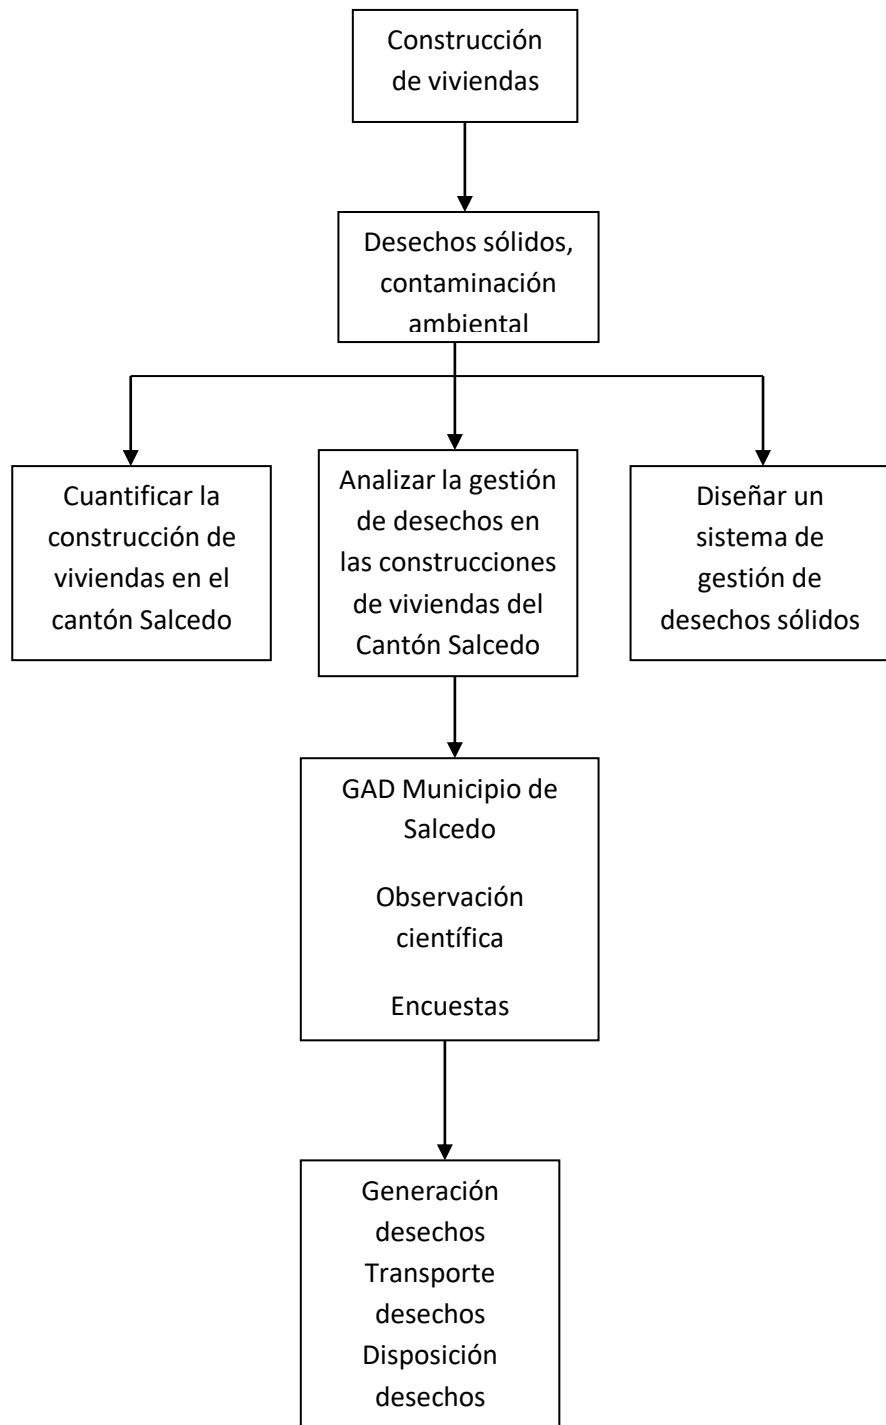 Construcción
de viviendas
Desechos sólidos,
contaminación
ambiental
Cuantificar la
construcción de
viviendas en el
cantón Salcedo
Analizar la gestión
de desechos en
las construcciones
de viviendas del
Cantón Salcedo
Diseñar un
sistema de
gestión de
desechos sólidos
GAD Municipio de
Salcedo
Observación
científica
Encuestas
Generación
desechos
Transporte
desechos
Disposición
desechos